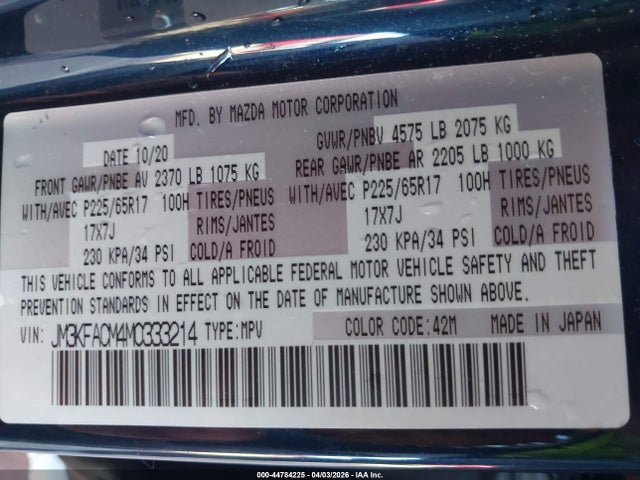 MFD. BY MAZDA MOTOR CORPORATION
DATE 10/20 GVWR/PNBV 4575 LB 2075 KG
FRONT GAWR/PNBE AV 2370 LB 1075 KG REAR GAWR/PNBE AR 2205 LB 1000 KG
WITH/AVEC P225/65R17 100H TIRES/PNEUS WITH/AVEC P225/65R17 100H TIRES/PNEUS
17X7J RIMS/JANTES 17X7J RIMS/JANTES
230 KPA/34 PSI COLD/A FROID 230 KPA/34 PSI COLD/A FROID
THIS VEHICLE CONFORMS TO ALL APPLICABLE FEDERAL MOTOR VEHICLE SAFETY AND THEFT
PREVENTION STANDARDS IN EFFECT ON THE DATE OF MANUFACTURE SHOWN ABOVE.
VIN: JM3KFACM4M0333214 TYPE:MPV COLOR CODE:42M MADE IN JAPAN
000-44784225 - 04/03/2026 - IAA Inc.